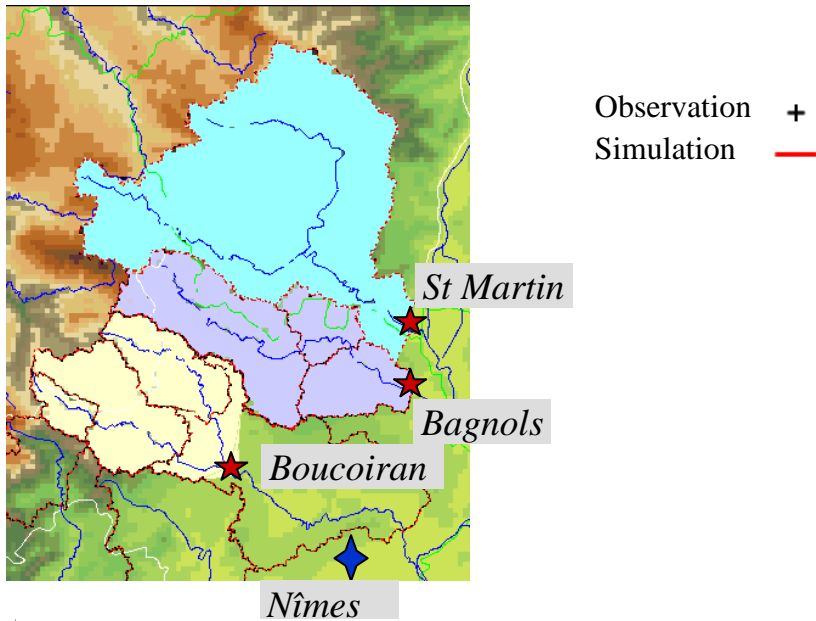 Observation +
Simulation
St Martin
Bagnols
Boucoiran
Nîmes